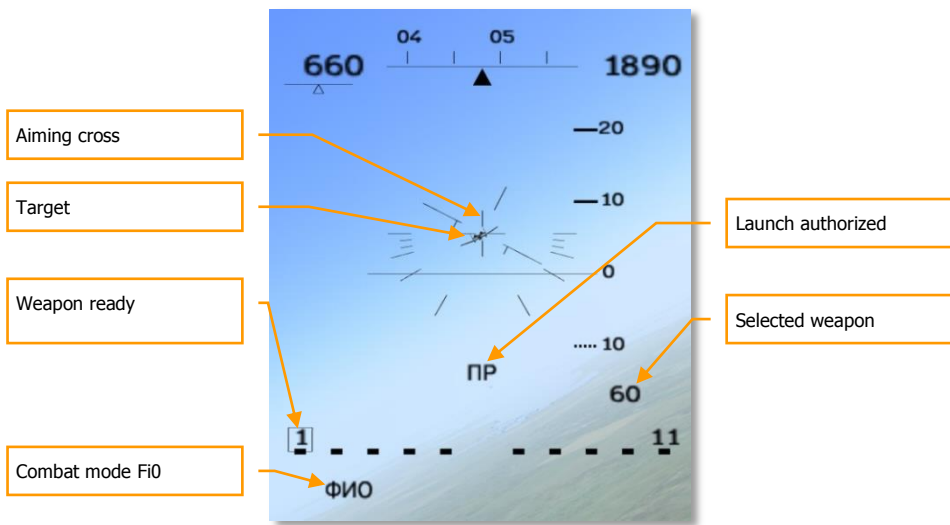 04 05
660 1890
Aiming cross
20
Target
10
Launch authorized
0
Weapon ready
Selected weapon
10
ПР
60
1 11
Combat mode Fi0
ФИО